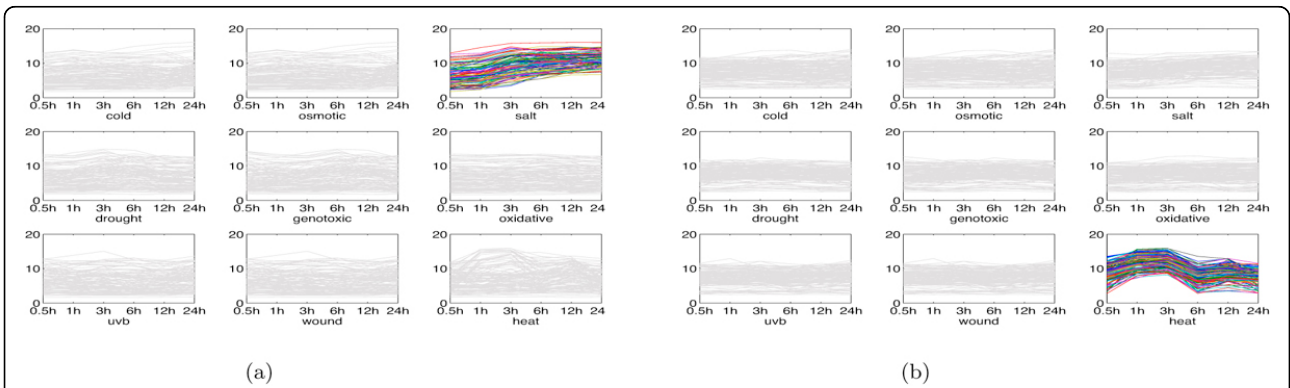 20 20 20
10 10 10
0 0 0
0.5h 1h 3h 6h 12h 24h 0.5h 1h 3h 6h 12h 24h 0.5h 1h 3h 6h 12h 24
cold osmotic salt
20 20 20
10 10 10
0 0 0
0.5h 1h 3h 6h 12h 24h 0.5h 1h 3h 6h 12h 24h 0.5h 1h 3h 6h 12h 24
drought genotoxic oxidative
20 20 20
10 10 10
0 0 0
0.5h 1h 3h 6h 12h 24h 0.5h 1h 3h 6h 12h 24h 0.5h 1h 3h 6h 12h 24
uvb wound heat
(a)
20 20 20
10 10 10
0 0 0
0.5h 1h 3h 6h 12h 24h 0.5h 1h 3h 6h 12h 24h 0.5h 1h 3h 6h 12h 24h
cold osmotic salt
20 20 20
10 10 10
0 0 0
0.5h 1h 3h 6h 12h 24h 0.5h 1h 3h 6h 12h 24h 0.5h 1h 3h 6h 12h 24h
drought genotoxic oxidative
20 20 20
10 10 10
0 0 0
0.5h 1h 3h 6h 12h 24h 0.5h 1h 3h 6h 12h 24h 0.5h 1h 3h 6h 12h 24h
uvb wound heat
(b)